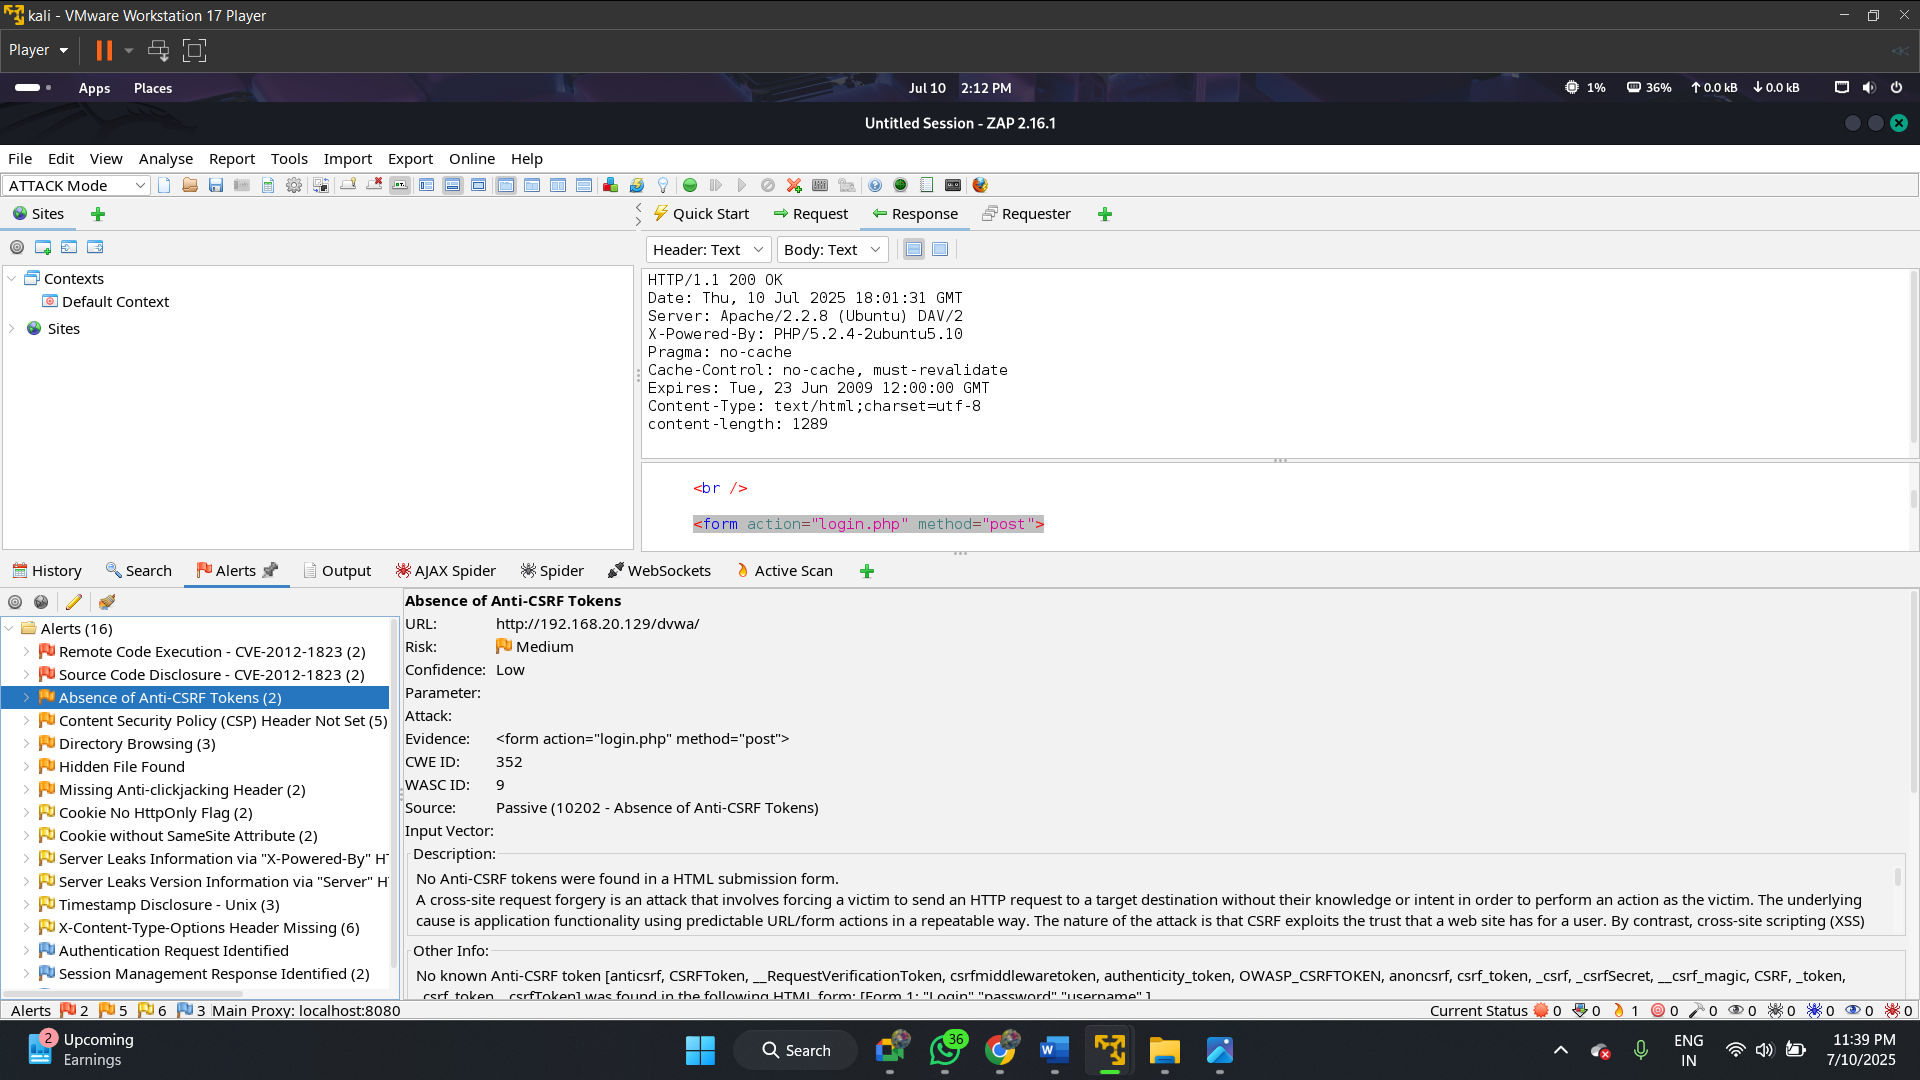 kali - VMware Workstation 17 Player
Player
Apps Places Jul 10 2:12 PM 1% 36% 0.0 kB 0.0 kB
Untitled Session - ZAP 2.16.1
File Edit View Analyse Report Tools Import Export Online Help
ATTACK Mode
Sites
Quick Start Request Response Requester
Header: Text Body: Text
Contexts
Default Context
Sites
HTTP/1.1 200 OK
Date: Thu, 10 Jul 2025 18:01:31 GMT
Server: Apache/2.2.8 (Ubuntu) DAV/2
X-Powered-By: PHP/5.2.4-2ubuntu5.10
Pragma: no-cache
Cache-Control: no-cache, must-revalidate
Expires: Tue, 23 Jun 2009 12:00:00 GMT
Content-Type: text/html;charset=utf-8
content-length: 1289
<br />
<form action="login.php" method="post">
History Search Alerts Output AJAX Spider Spider WebSockets Active Scan
Alerts (16)
Remote Code Execution - CVE-2012-1823 (2)
Source Code Disclosure - CVE-2012-1823 (2)
Absence of Anti-CSRF Tokens (2)
Content Security Policy (CSP) Header Not Set (5)
Directory Browsing (3)
Hidden File Found
Missing Anti-clickjacking Header (2)
Cookie No HttpOnly Flag (2)
Cookie without SameSite Attribute (2)
Server Leaks Information via "X-Powered-By" HT
Server Leaks Version Information via "Server" H
Timestamp Disclosure - Unix (3)
X-Content-Type-Options Header Missing (6)
Authentication Request Identified
Session Management Response Identified (2)
Absence of Anti-CSRF Tokens
URL: http://192.168.20.129/dvwa/
Risk: Medium
Confidence: Low
Parameter:
Attack:
Evidence: <form action="login.php" method="post">
CWE ID: 352
WASC ID: 9
Source: Passive (10202 - Absence of Anti-CSRF Tokens)
Input Vector:
Description:
No Anti-CSRF tokens were found in a HTML submission form.
A cross-site request forgery is an attack that involves forcing a victim to send an HTTP request to a target destination without their knowledge or intent in order to perform an action as the victim. The underlying
cause is application functionality using predictable URL/form actions in a repeatable way. The nature of the attack is that CSRF exploits the trust that a web site has for a user. By contrast, cross-site scripting (XSS)
Other Info:
No known Anti-CSRF token [anticsrf, CSRFToken, __RequestVerificationToken, csrfmiddlewaretoken, authenticity_token, OWASP_CSRFTOKEN, anoncsrf, csrf_token, _csrf, _csrfSecret, __csrf_magic, CSRF, _token,
_csrf_token, _csrfToken] was found in the following HTML form: [Form 1: "Login" "password" "username" ].
Alerts 2 5 6 3 Main Proxy: localhost:8080 Current Status 0 0 1 0 0 0 0 0 0 0
2
Upcoming
Earnings
Search
36
ENG
IN
11:39 PM
7/10/2025